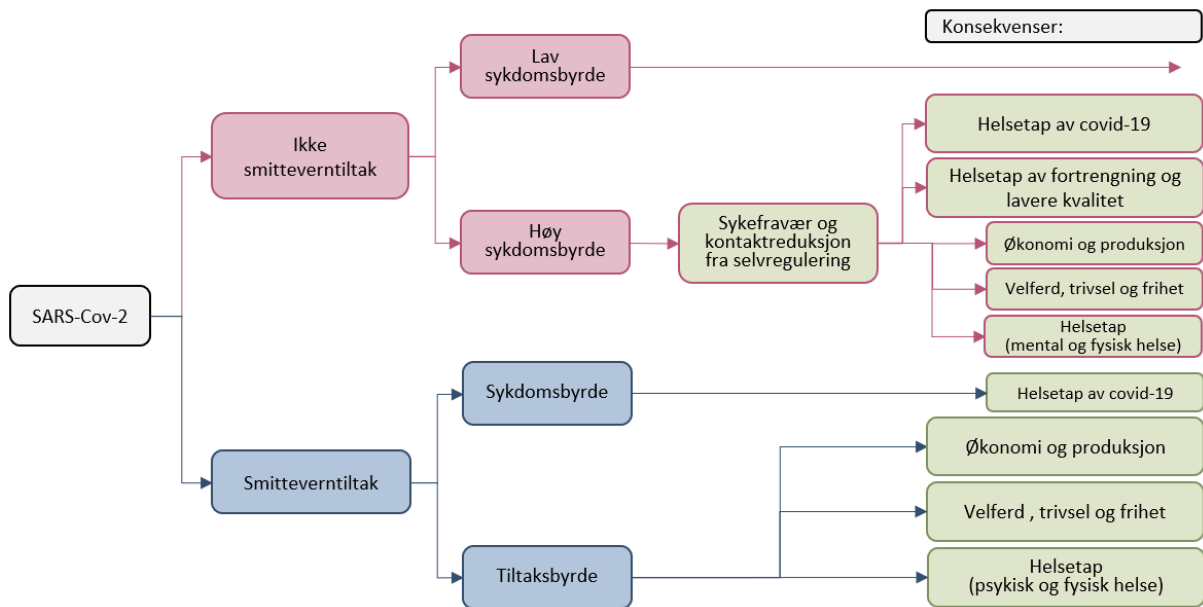 Konsekvenser:
Lav
sykdomsbyrde
Ikke
smitteverntiltak
Helsetap av covid-19
Helsetap av fortrengning og
lavere kvalitet
Høy
sykdomsbyrde
Sykefravær og
kontaktreduksjon
fra selvregulering
Økonomi og produksjon
Velferd, trivsel og frihet
Helsetap
(mental og fysisk helse)
SARS-Cov-2
Sykdomsbyrde
Helsetap av covid-19
Økonomi og produksjon
Smitteverntiltak
Velferd , trivsel og frihet
Tiltaksbyrde
Helsetap
(psykisk og fysisk helse)